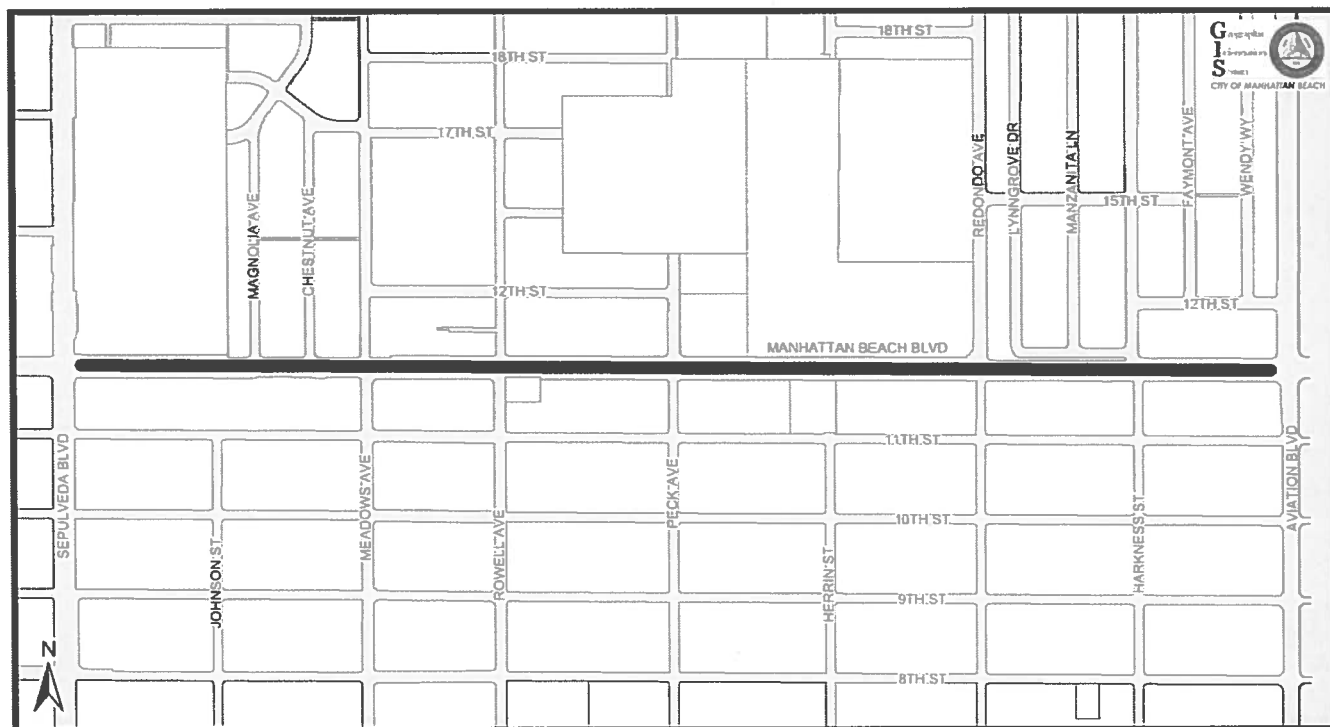 18TH ST
18TH ST
G
I
S
CITY OF MANHATTAN BEACH
17TH ST
MAGNOLIA AVE
CHESTNUT AVE
REDONDO AVE
LYNNGROVE DR
MANZANITA LN
FAYMONT AVE
WENDY WY
15TH ST
12TH ST
12TH ST
MANHATTAN BEACH BLVD
11TH ST
SEPULVEDA BLVD
JOHNSON ST
MEADOWS AVE
ROWELL AVE
PECK AVE
HERRIN ST
HARKNESS ST
AVIATION BLVD
10TH ST
9TH ST
8TH ST
N